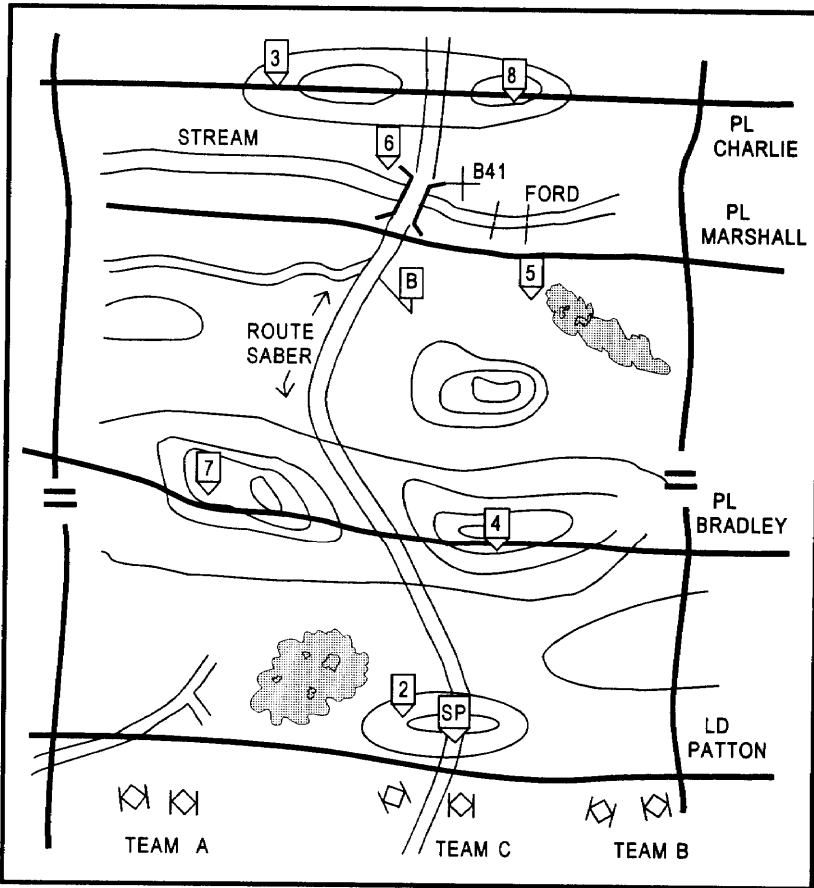 3
8
PL
CHARLIE
STREAM
6
B41
FORD
PL
MARSHALL
B
5
ROUTE
SABER
7
4
PL
BRADLEY
2
SP
LD
PATTON
TEAM A
TEAM C
TEAM B